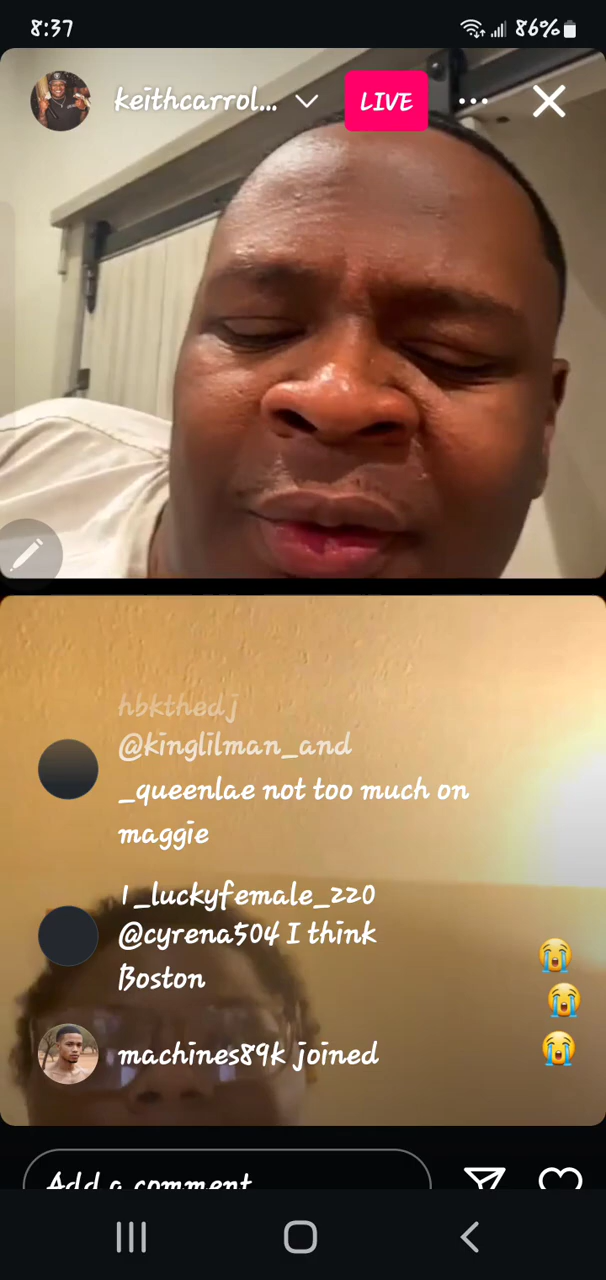 8:37
86%
keithcarrol...
LIVE
hbkthedj
@kinglilman_and
_queenlae not too much on
maggie
1_luckyfemale_220
@cyrena504 I think
Boston
machines89k joined
Add a comment